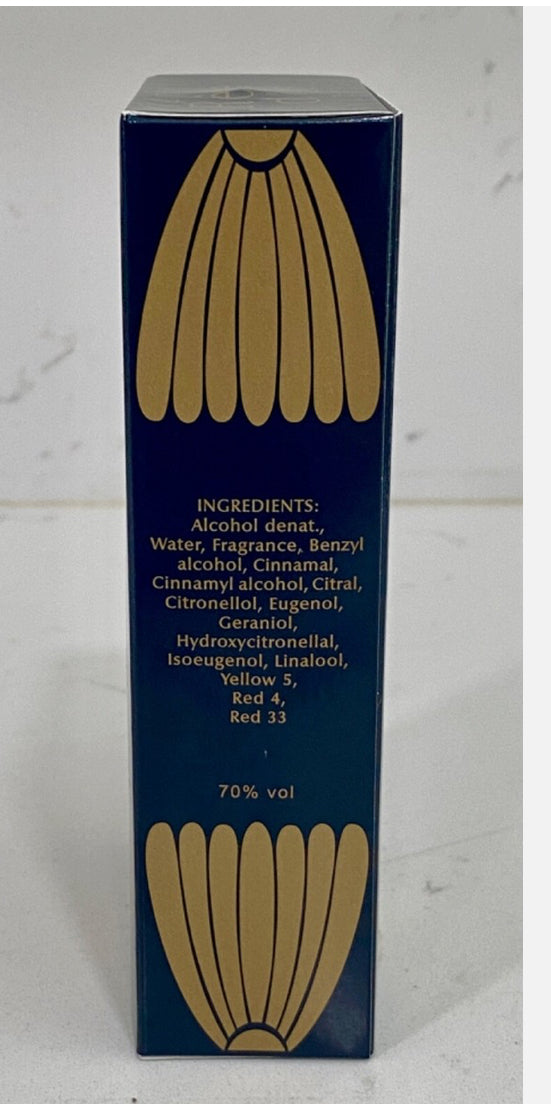 INGREDIENTS:
Alcohol denat.,
Water, Fragrance, Benzyl
alcohol, Cinnamal,
Cinnamyl alcohol, Citral,
Citronellol, Eugenol,
Geraniol,
Hydroxycitronellal,
Isoeugenol, Linalool,
Yellow 5,
Red 4,
Red 33
70% vol